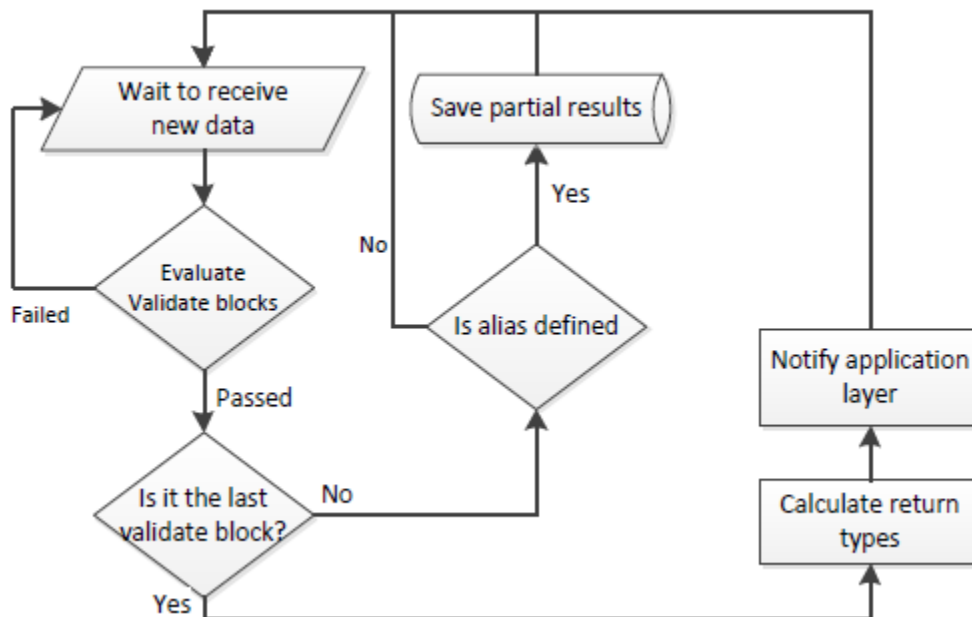 Wait to receive
new data
Save partial results
Yes
No
Evaluate
Validate blocks
Failed
Is alias defined
Passed
Notify application
layer
Is it the last
validate block?
No
Calculate return
types
Yes